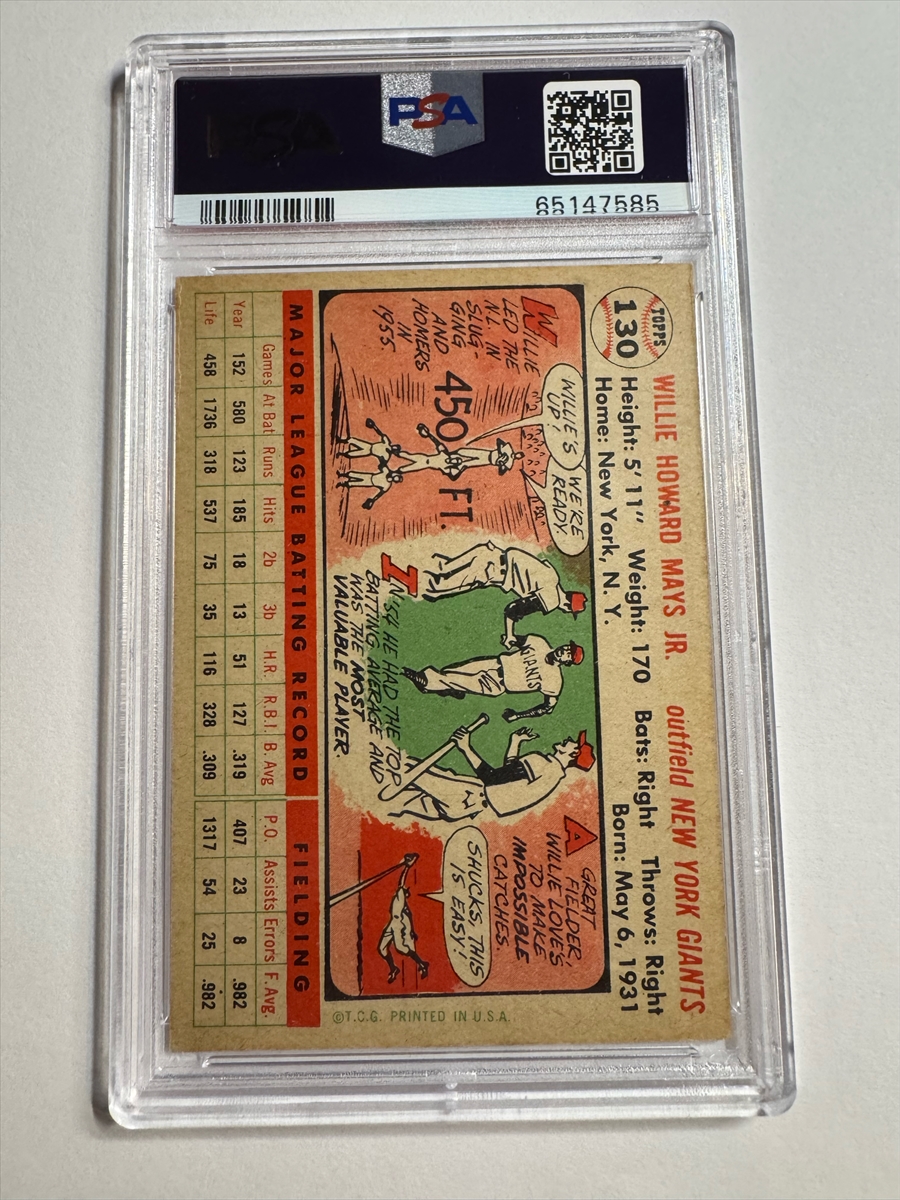 PSA
65147585
TOPPS
130
WILLIE HOWARD MAYS JR. outfield NEW YORK GIANTS
Height: 5' 11" Weight: 170 Bats: Right Throws: Right
Home: New York, N. Y. Born: May 6, 1931
WILLIE
LED THE
N.L. IN
SLUG-
GING
AND
HOMERS
IN
1955
450 FT.
WILLIE'S
UP!
WE'RE
READY
GIANTS
IN '54 HE HAD THE TOP
BATTING AVERAGE AND
WAS THE MOST
VALUABLE PLAYER.
A GREAT
FIELDER,
WILLIE LOVE'S
TO MAKE
IMPOSSIBLE
CATCHES.
SHUCKS, THIS
IS EASY!
©T.C.G. PRINTED IN U.S.A.
MAJOR LEAGUE BATTING RECORD FIELDING
Games At Bat Runs Hits 2b 3b H.R. R.B.I. B. Avg P.O. Assists Errors F. Avg.
Year 152 580 123 185 18 13 51 127 .319 407 23 8 .982
Life 458 1736 318 537 75 35 116 328 .309 1317 54 25 .982